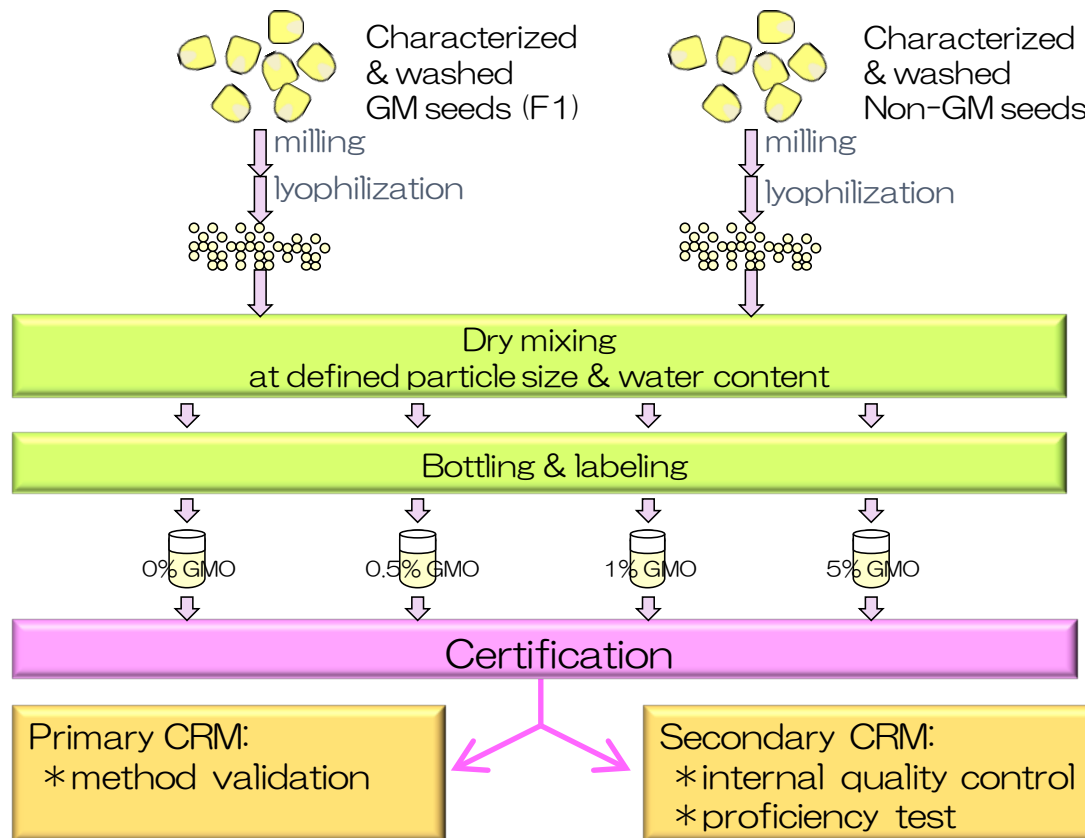 Characterized
& washed
GM seeds (F1)
Characterized
& washed
Non-GM seeds
milling
milling
lyophilization
lyophilization
Dry mixing
at defined particle size & water content
Bottling & labeling
0% GMO
0.5% GMO
1% GMO
5% GMO
Certification
Primary CRM:
*method validation
Secondary CRM:
*internal quality control
*proficiency test